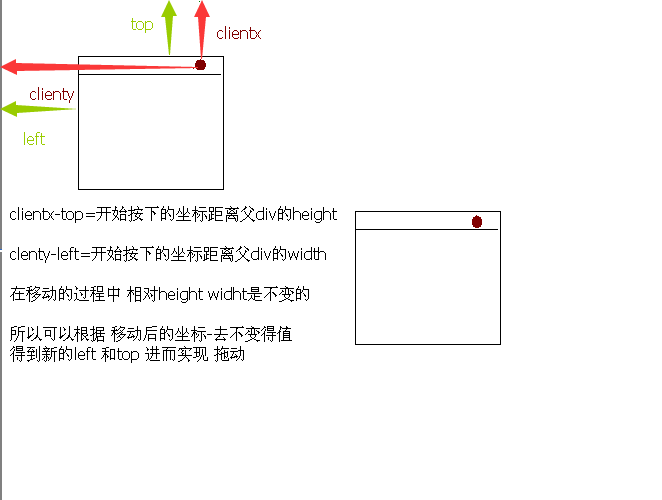 top
clientx
clienty
left
clientx-top=开始按下的坐标距离父div的height
clenty-left=开始按下的坐标距离父div的width
在移动的过程中 相对height widht是不变的
所以可以根据 移动后的坐标-去不变得值
得到新的left 和top 进而实现 拖动